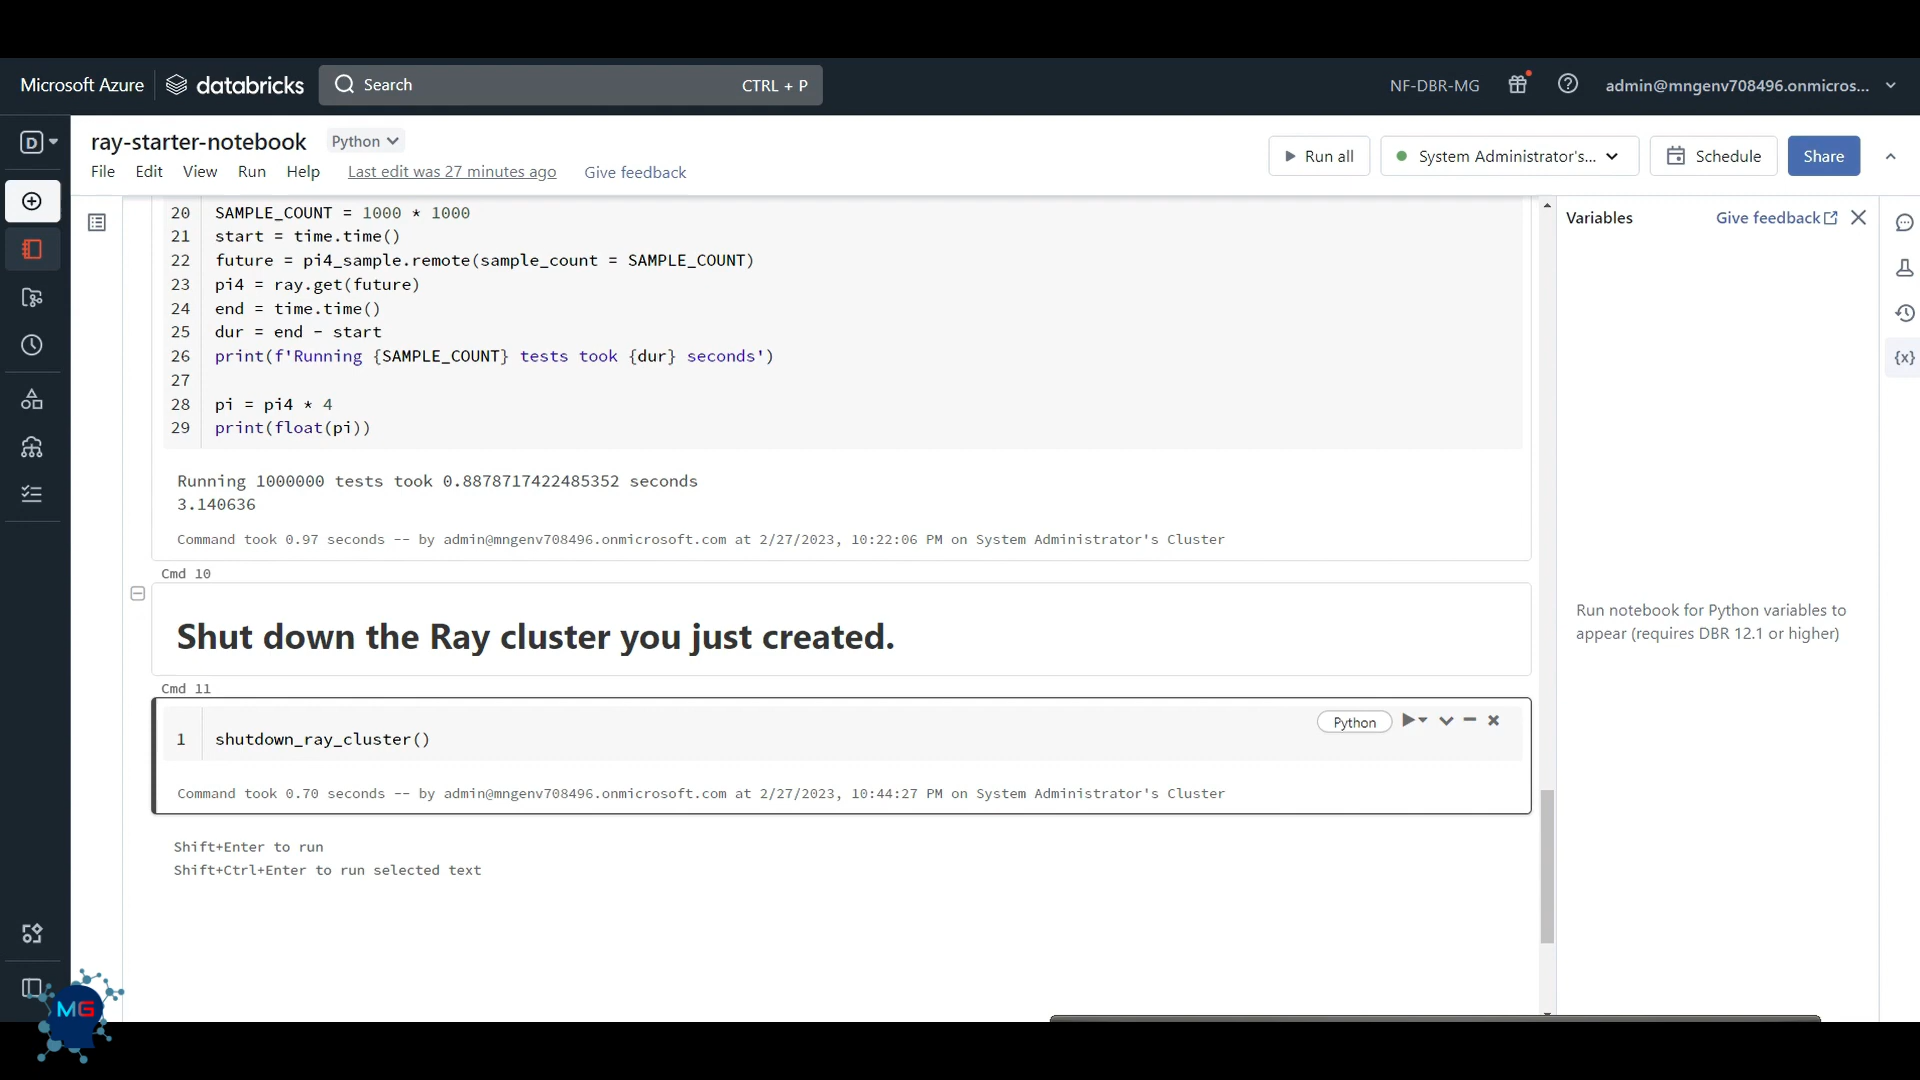 Microsoft Azure
databricks
Search
CTRL + P
NF-DBR-MG
admin@mngenv708496.onmicros...
D
ray-starter-notebook
Python
File
Edit
View
Run
Help
Last edit was 27 minutes ago
Give feedback
Run all
System Administrator's...
Schedule
Share
20 SAMPLE_COUNT = 1000 * 1000
21 start = time.time()
22 future = pi4_sample.remote(sample_count = SAMPLE_COUNT)
23 pi4 = ray.get(future)
24 end = time.time()
25 dur = end - start
26 print(f'Running {SAMPLE_COUNT} tests took {dur} seconds')
27
28 pi = pi4 * 4
29 print(float(pi))
Running 1000000 tests took 0.8878717422485352 seconds
3.140636
Command took 0.97 seconds -- by admin@mngenv708496.onmicrosoft.com at 2/27/2023, 10:22:06 PM on System Administrator's Cluster
Cmd 10
Shut down the Ray cluster you just created.
Cmd 11
Python
1 shutdown_ray_cluster()
Command took 0.70 seconds -- by admin@mngenv708496.onmicrosoft.com at 2/27/2023, 10:44:27 PM on System Administrator's Cluster
Shift+Enter to run
Shift+Ctrl+Enter to run selected text
Variables
Give feedback
{x}
Run notebook for Python variables to
appear (requires DBR 12.1 or higher)
MG